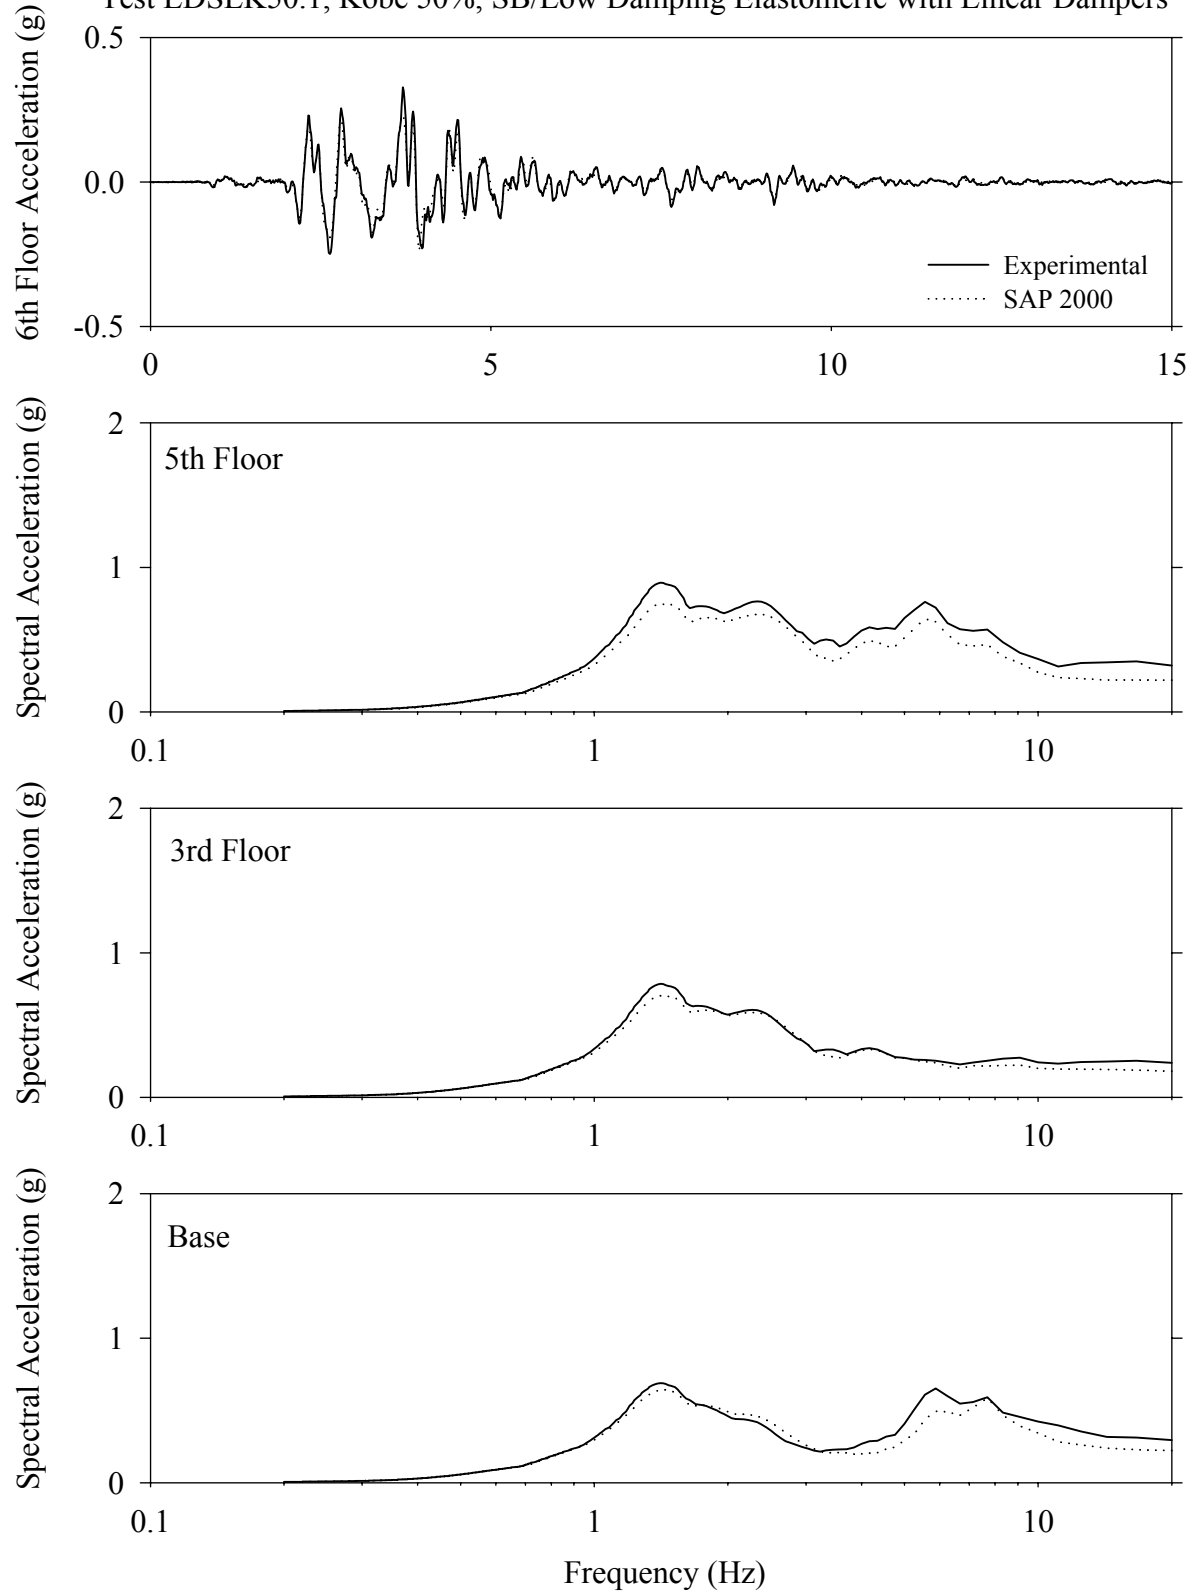 Test LDSLK50.1, Kobe 50%, SB/Low Damping Elastomeric with Linear Dampers
6th Floor Acceleration (g)
0.5
0.0
-0.5
Experimental
SAP 2000
0
5
10
15
Spectral Acceleration (g)
2
1
0
5th Floor
0.1
1
10
Spectral Acceleration (g)
2
1
0
3rd Floor
0.1
1
10
Spectral Acceleration (g)
2
1
0
Base
0.1
1
10
Frequency (Hz)